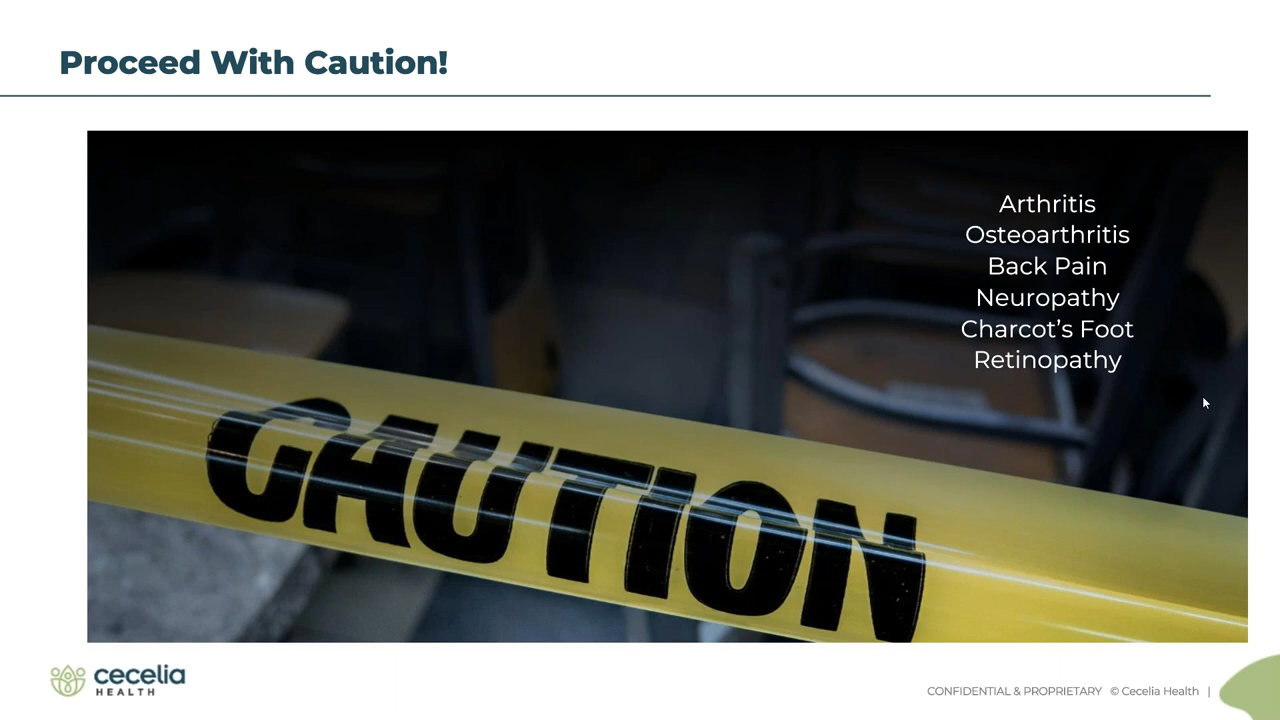 Proceed With Caution!
Arthritis
Osteoarthritis
Back Pain
Neuropathy
Charcot’s Foot
Retinopathy
CAUTION
cecelia
HEALTH
CONFIDENTIAL & PROPRIETARY © Cecelia Health |